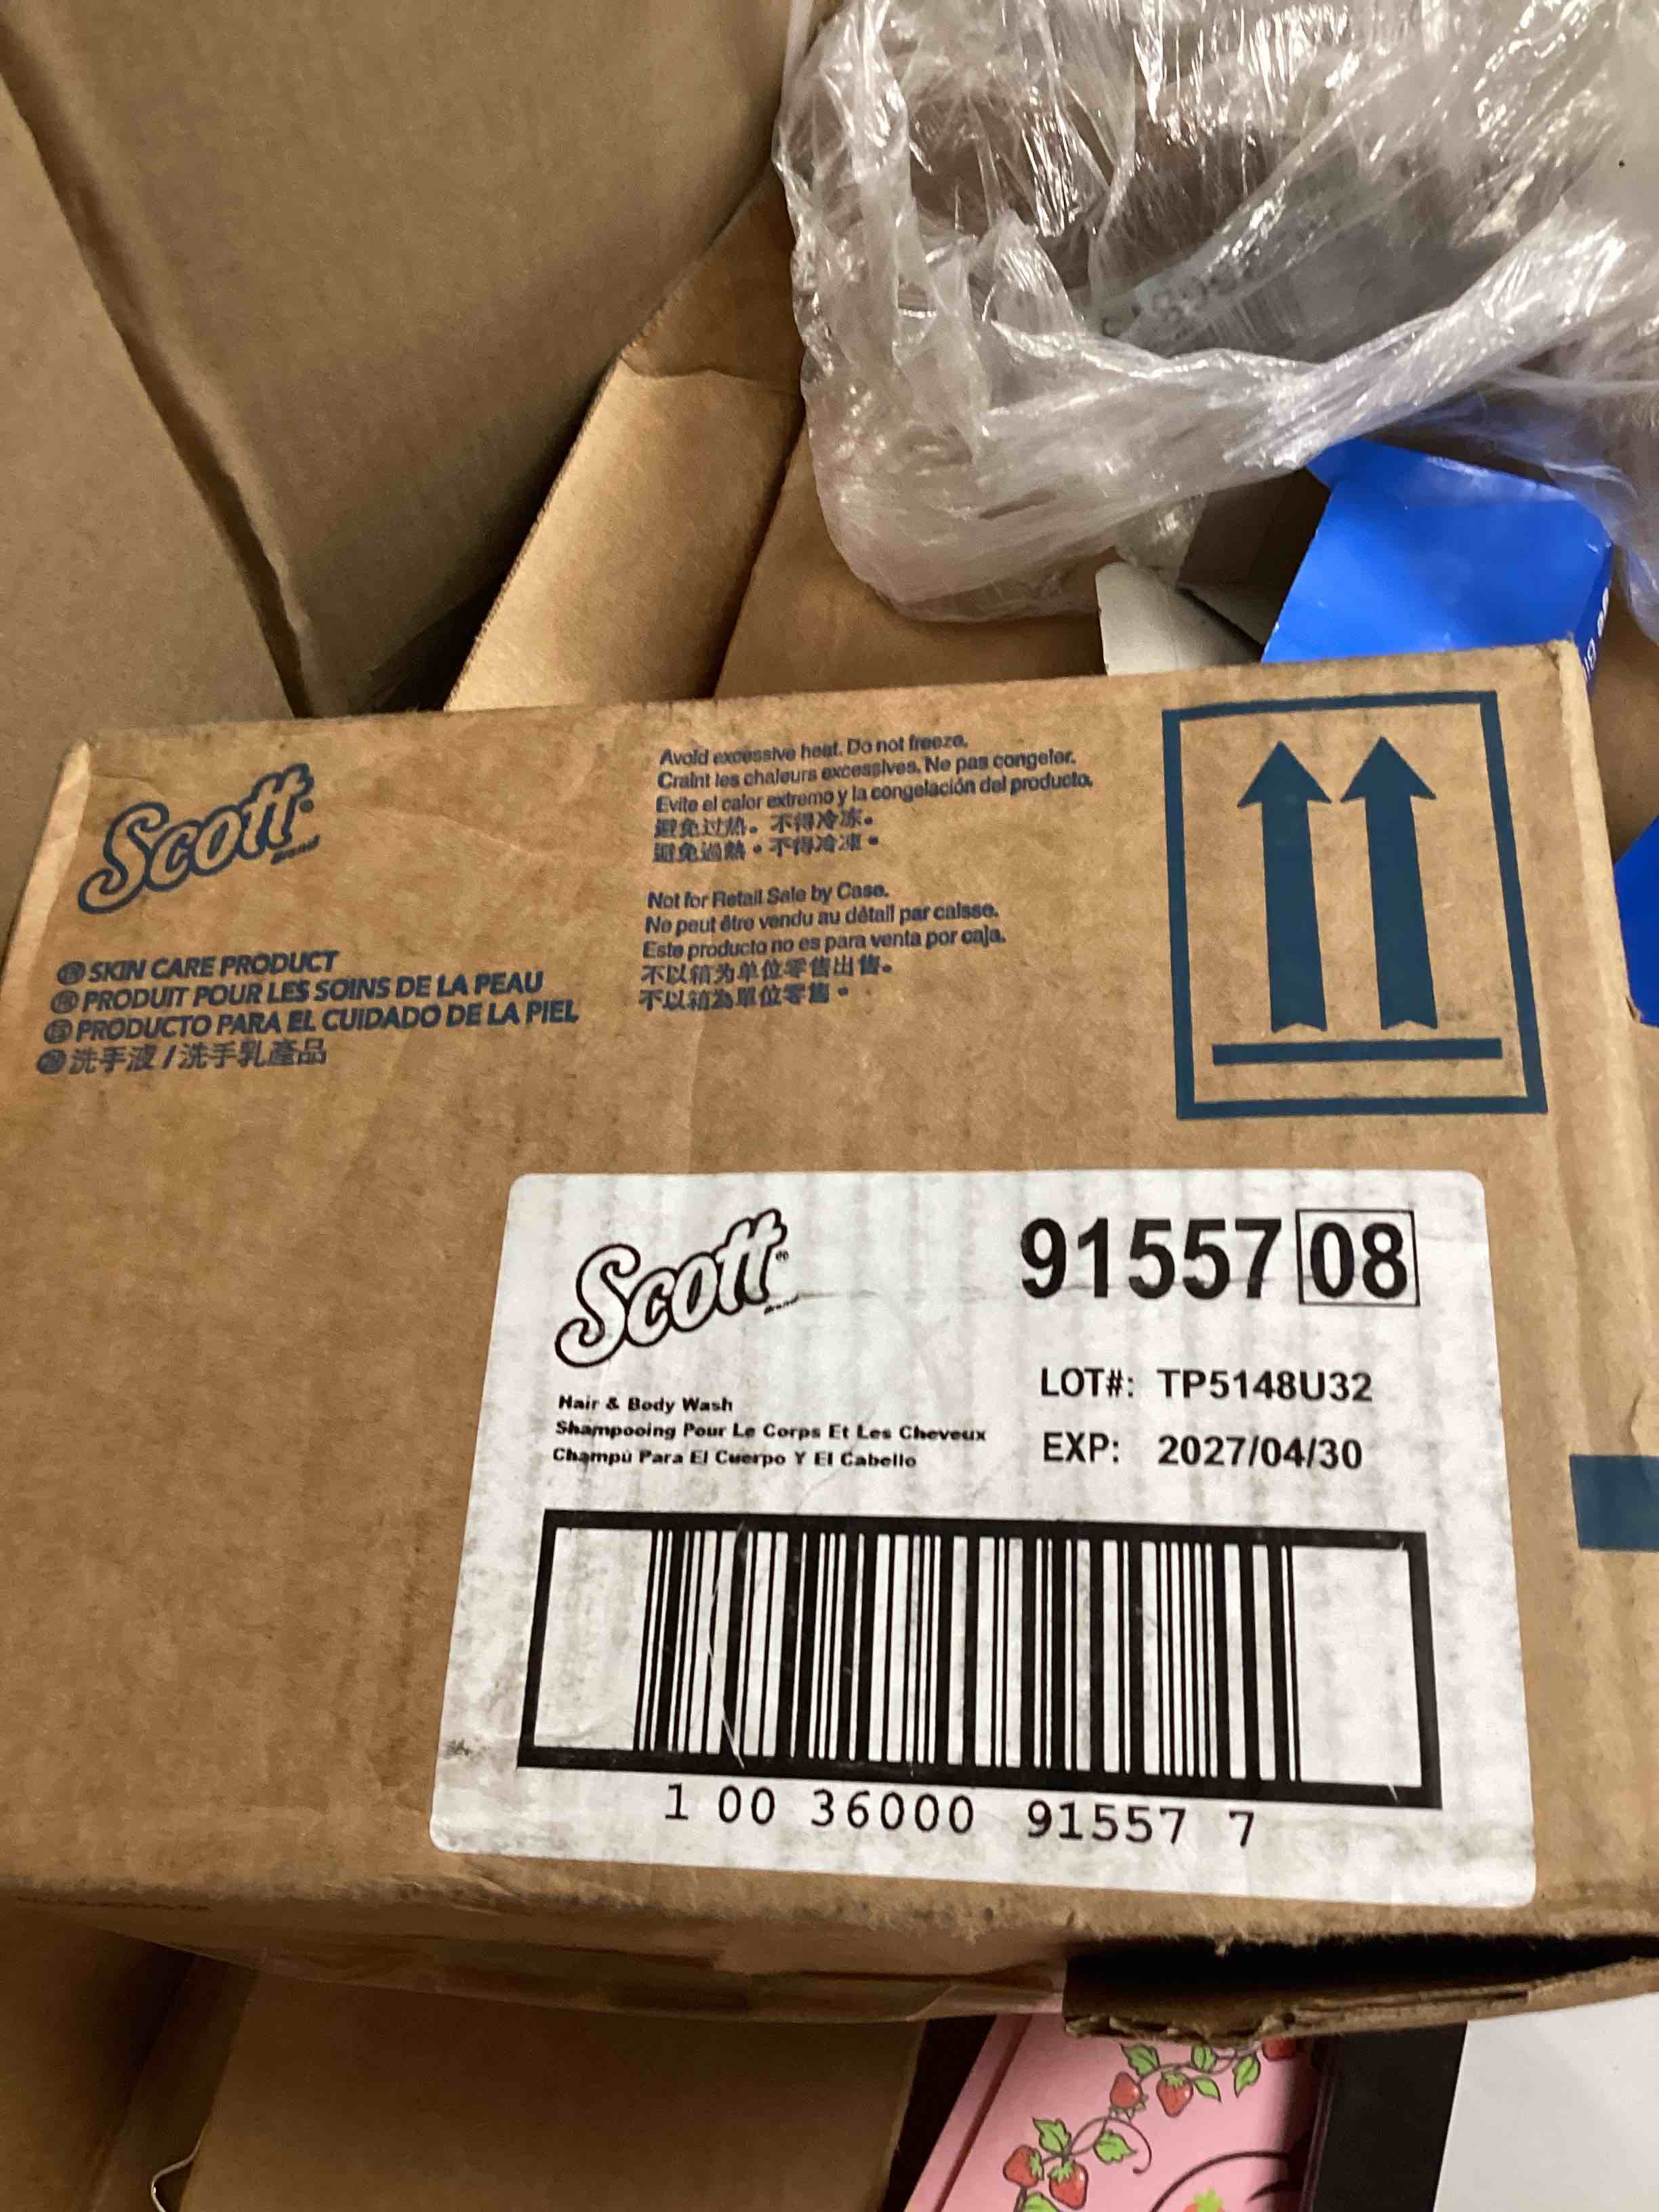 Scott
Avoid excessive heat. Do not freeze.
Craint les chaleurs excessives. Ne pas congeler.
Evite el calor extremo y la congelación del producto.
避免过热。不得冷冻。
避免過熱。不得冷凍。
Not for Retail Sale by Case.
Ne peut être vendu au détail par caisse.
Este producto no es para venta por caja.
不以箱为单位零售出售。
不以箱為單位零售。
SKIN CARE PRODUCT
PRODUIT POUR LES SOINS DE LA PEAU
PRODUCTO PARA EL CUIDADO DE LA PIEL
洗手液 / 洗手乳產品
Scott
91557 08
LOT#: TP5148U32
EXP: 2027/04/30
Hair & Body Wash
Shampooing Pour Le Corps Et Les Cheveux
Champú Para El Cuerpo Y El Cabello
1 00 36000 91557 7